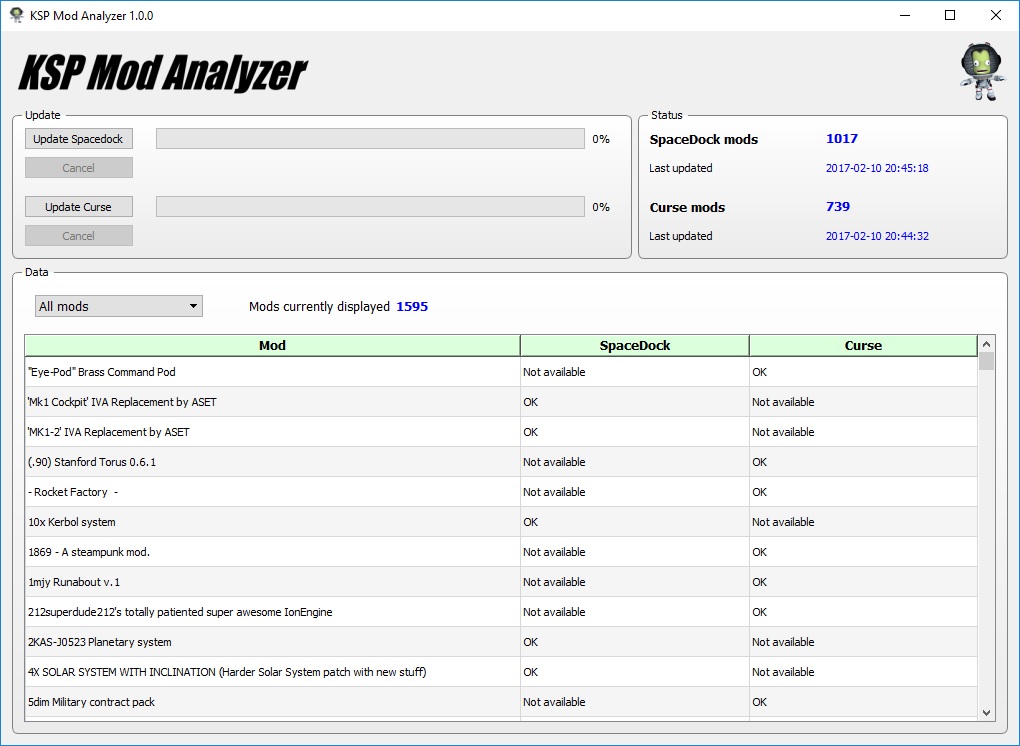 KSP Mod Analyzer 1.0.0
KSP Mod Analyzer
Update
Update Spacedock 0%
Cancel
Update Curse 0%
Cancel
Status
SpaceDock mods 1017
Last updated 2017-02-10 20:45:18
Curse mods 739
Last updated 2017-02-10 20:44:32
Data
All mods Mods currently displayed 1595
Mod SpaceDock Curse
"Eye-Pod" Brass Command Pod Not available OK
'Mk1 Cockpit' IVA Replacement by ASET OK Not available
'MK1-2' IVA Replacement by ASET OK Not available
(.90) Stanford Torus 0.6.1 Not available OK
- Rocket Factory - Not available OK
10x Kerbol system OK Not available
1869 - A steampunk mod. Not available OK
1mjy Runabout v.1 Not available OK
212superdude212's totally patiented super awesome IonEngine Not available OK
2KAS-J0523 Planetary system OK Not available
4X SOLAR SYSTEM WITH INCLINATION (Harder Solar System patch with new stuff) OK Not available
5dim Military contract pack Not available OK